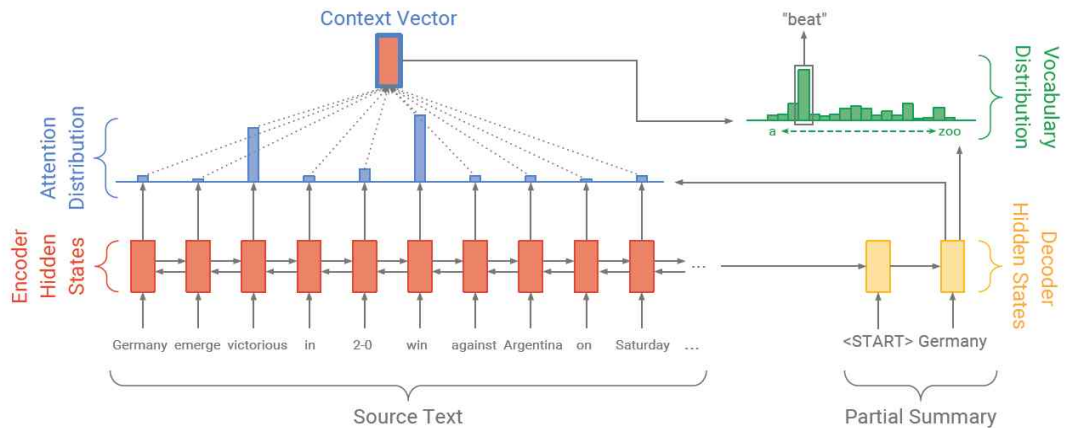 Context Vector
"beat"
a
zoo
Vocabulary
Distribution
Attention
Distribution
Encoder
Hidden
States
Decoder
Hidden States
...
Germany emerge victorious in 2-0 win against Argentina on Saturday ...
<START> Germany
Source Text
Partial Summary